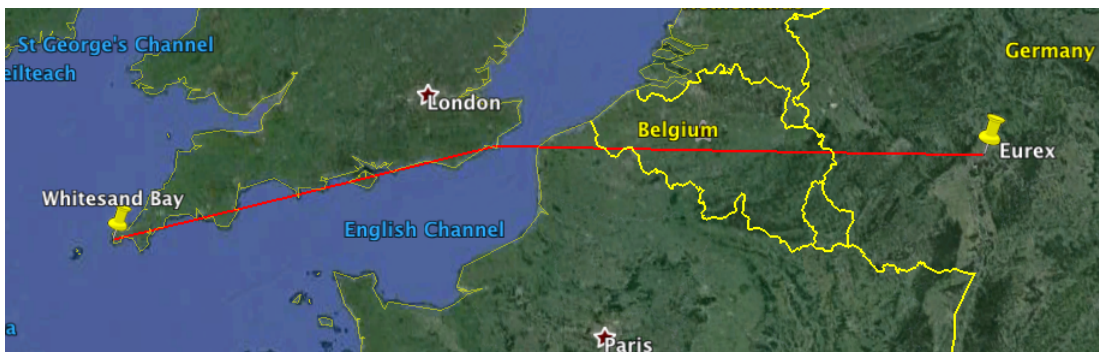 St George's Channel
eilteach
Germany
London
Belgium
Eurex
Whitesand Bay
English Channel
a
Paris